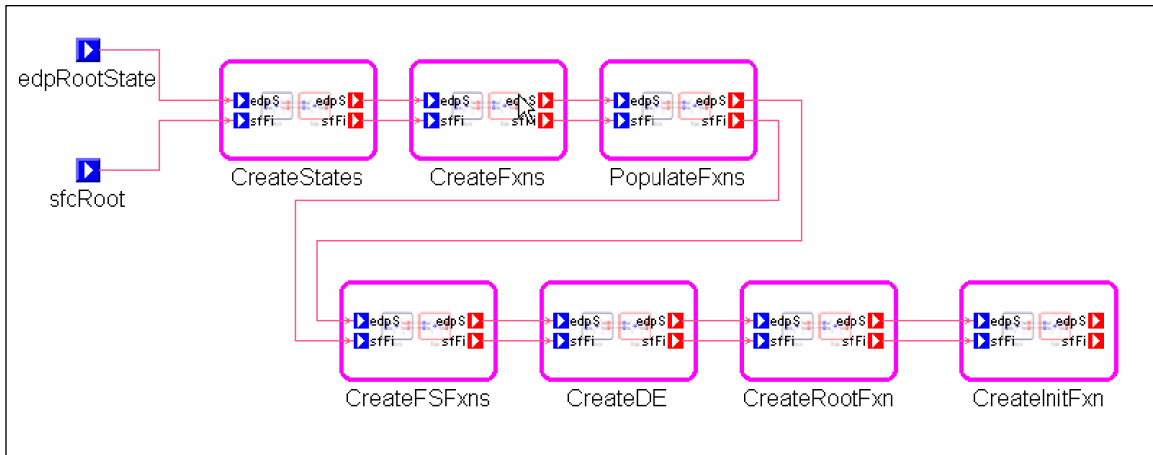 edpRootState
sfcRoot
edpS edpS
sfFi sfFi
CreateStates
edpS edpS
sfFi
CreateFxns
edpS edpS
sfFi sfFi
PopulateFxns
edpS edpS
sfFi sfFi
CreateFSFxns
edpS edpS
sfFi sfFi
CreateDE
edpS edpS
sfFi sfFi
CreateRootFxn
edpS edpS
sfFi sfFi
CreateInitFxn